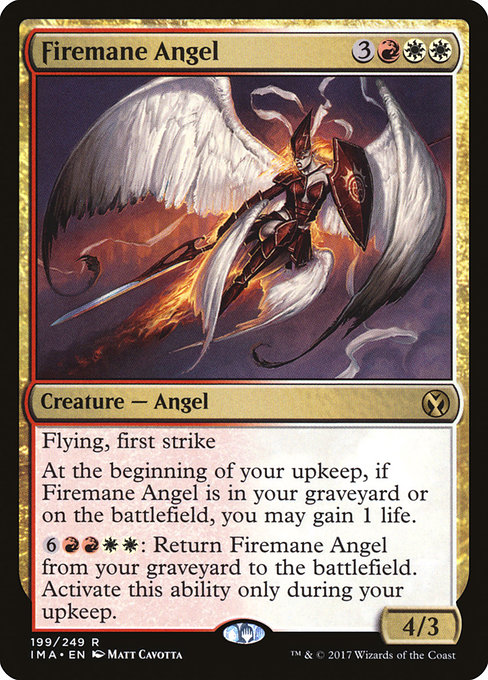 Firemane Angel 3
Creature — Angel
Flying, first strike
At the beginning of your upkeep, if
Firemane Angel is in your graveyard or
on the battlefield, you may gain 1 life.
6: Return Firemane Angel
from your graveyard to the battlefield.
Activate this ability only during your
upkeep.
4/3
199/249 R
IMA • EN Matt Cavotta
™ & © 2017 Wizards of the Coast